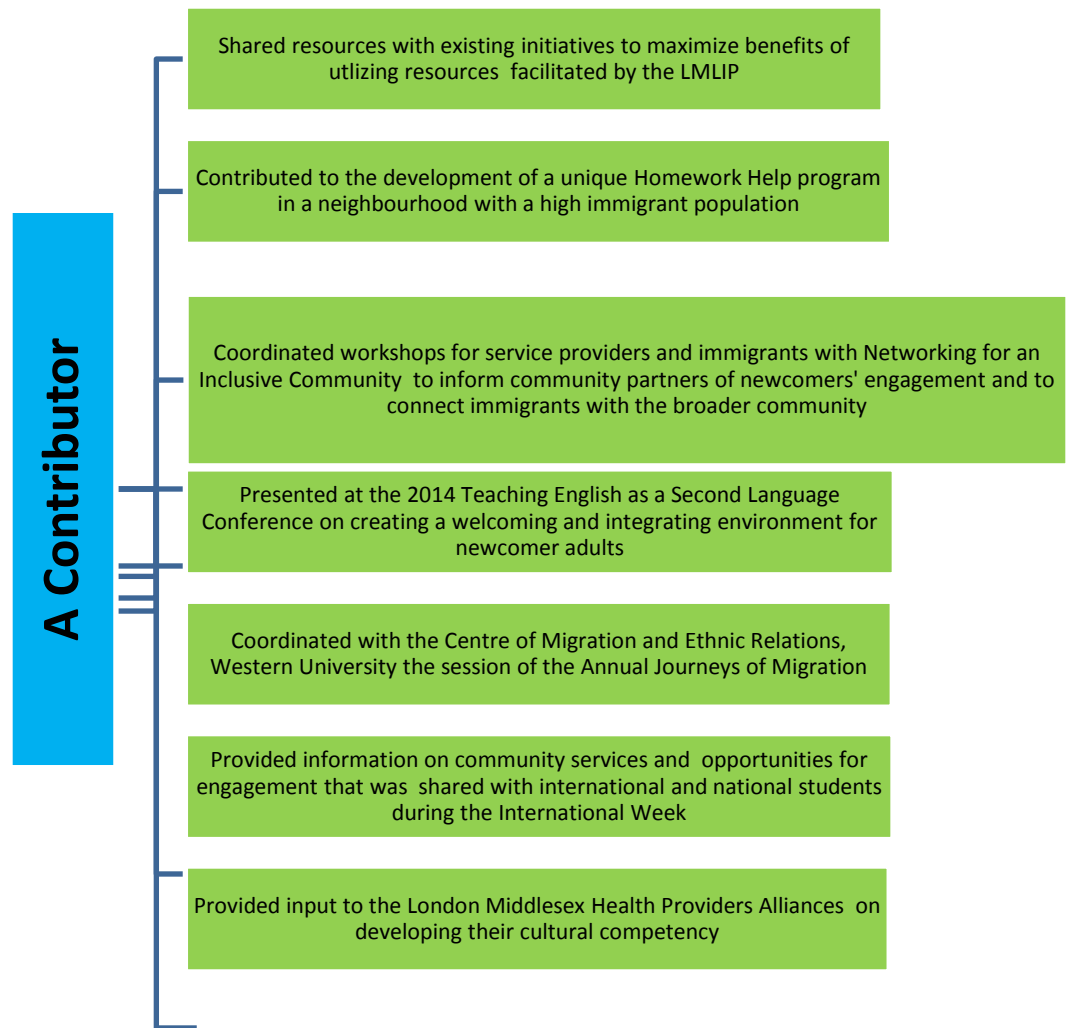 A Contributor
Shared resources with existing initiatives to maximize benefits of
utlizing resources  facilitated by the LMLIP
Contributed to the development of a unique Homework Help program
in a neighbourhood with a high immigrant population
Coordinated workshops for service providers and immigrants with Networking for an
Inclusive Community  to inform community partners of newcomers' engagement and to
connect immigrants with the broader community
Presented at the 2014 Teaching English as a Second Language
Conference on creating a welcoming and integrating environment for
newcomer adults
Coordinated with the Centre of Migration and Ethnic Relations,
Western University the session of the Annual Journeys of Migration
Provided information on community services and  opportunities for
engagement that was  shared with international and national students
during the International Week
Provided input to the London Middlesex Health Providers Alliances  on
developing their cultural competency